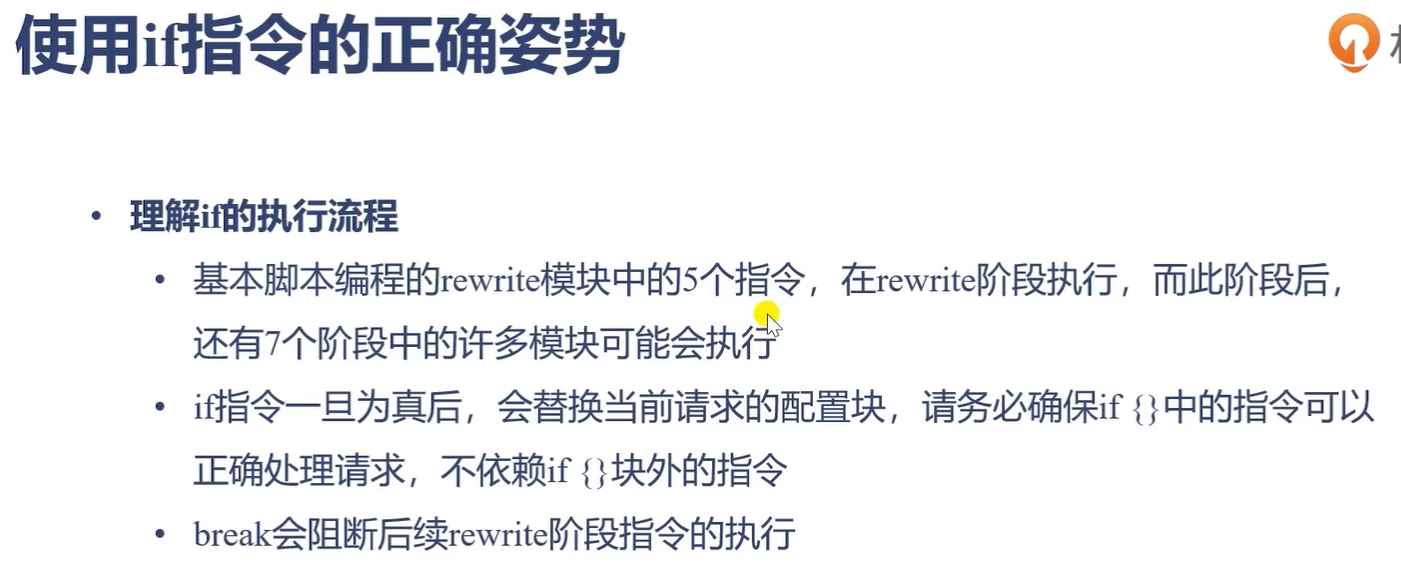 使用if指令的正确姿势
• 理解if的执行流程
• 基本脚本编程的rewrite模块中的5个指令，在rewrite阶段执行，而此阶段后，
还有7个阶段中的许多模块可能会执行
• if指令一旦为真后，会替换当前请求的配置块，请务必确保if {}中的指令可以
正确处理请求，不依赖if {}块外的指令
• break会阻断后续rewrite阶段指令的执行